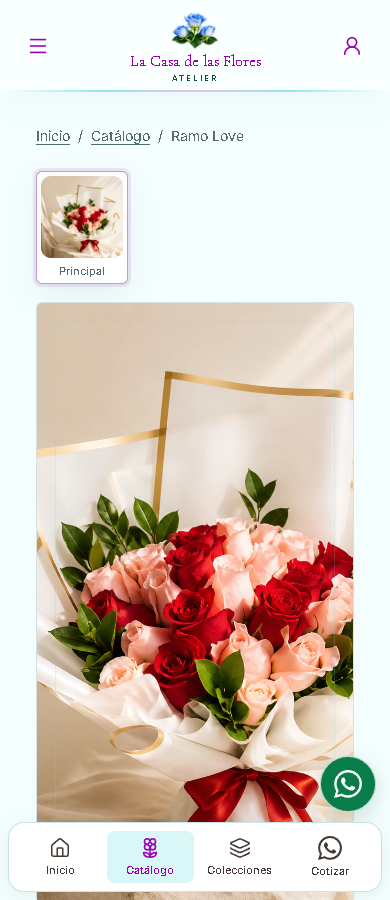 La Casa de las Flores
ATELIER
Inicio / Catálogo / Ramo Love
Principal
Inicio
Catálogo
Colecciones
Cotizar